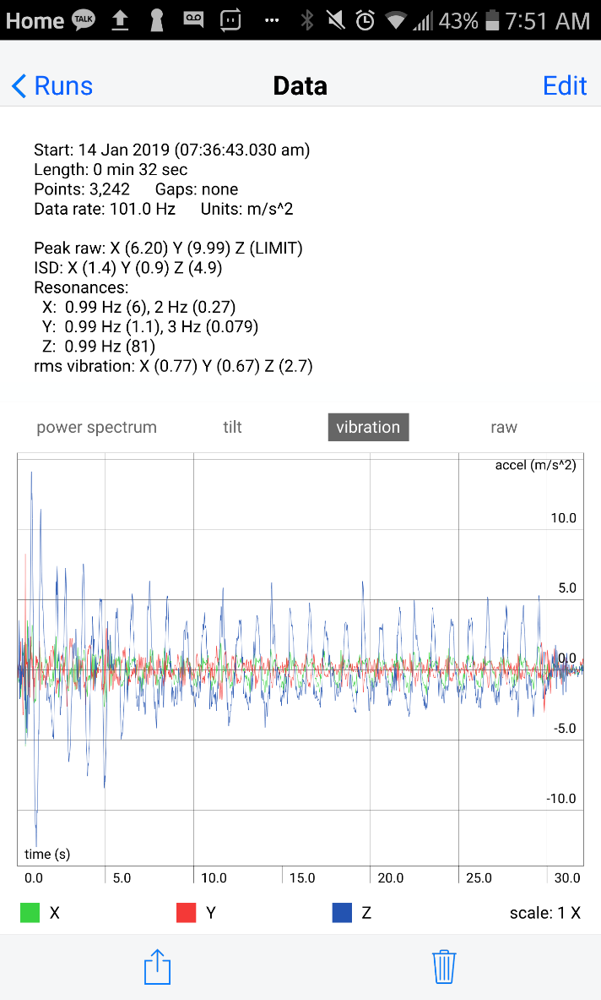 Home TALK 43% 7:51 AM
Runs Data Edit
Start: 14 Jan 2019 (07:36:43.030 am)
Length: 0 min 32 sec
Points: 3,242 Gaps: none
Data rate: 101.0 Hz Units: m/s^2
Peak raw: X (6.20) Y (9.99) Z (LIMIT)
ISD: X (1.4) Y (0.9) Z (4.9)
Resonances:
X: 0.99 Hz (6), 2 Hz (0.27)
Y: 0.99 Hz (1.1), 3 Hz (0.079)
Z: 0.99 Hz (81)
rms vibration: X (0.77) Y (0.67) Z (2.7)
power spectrum tilt vibration raw
accel (m/s^2)
10.0
5.0
0.0
-5.0
-10.0
time (s)
0.0 5.0 10.0 15.0 20.0 25.0 30.0
X Y Z scale: 1 X